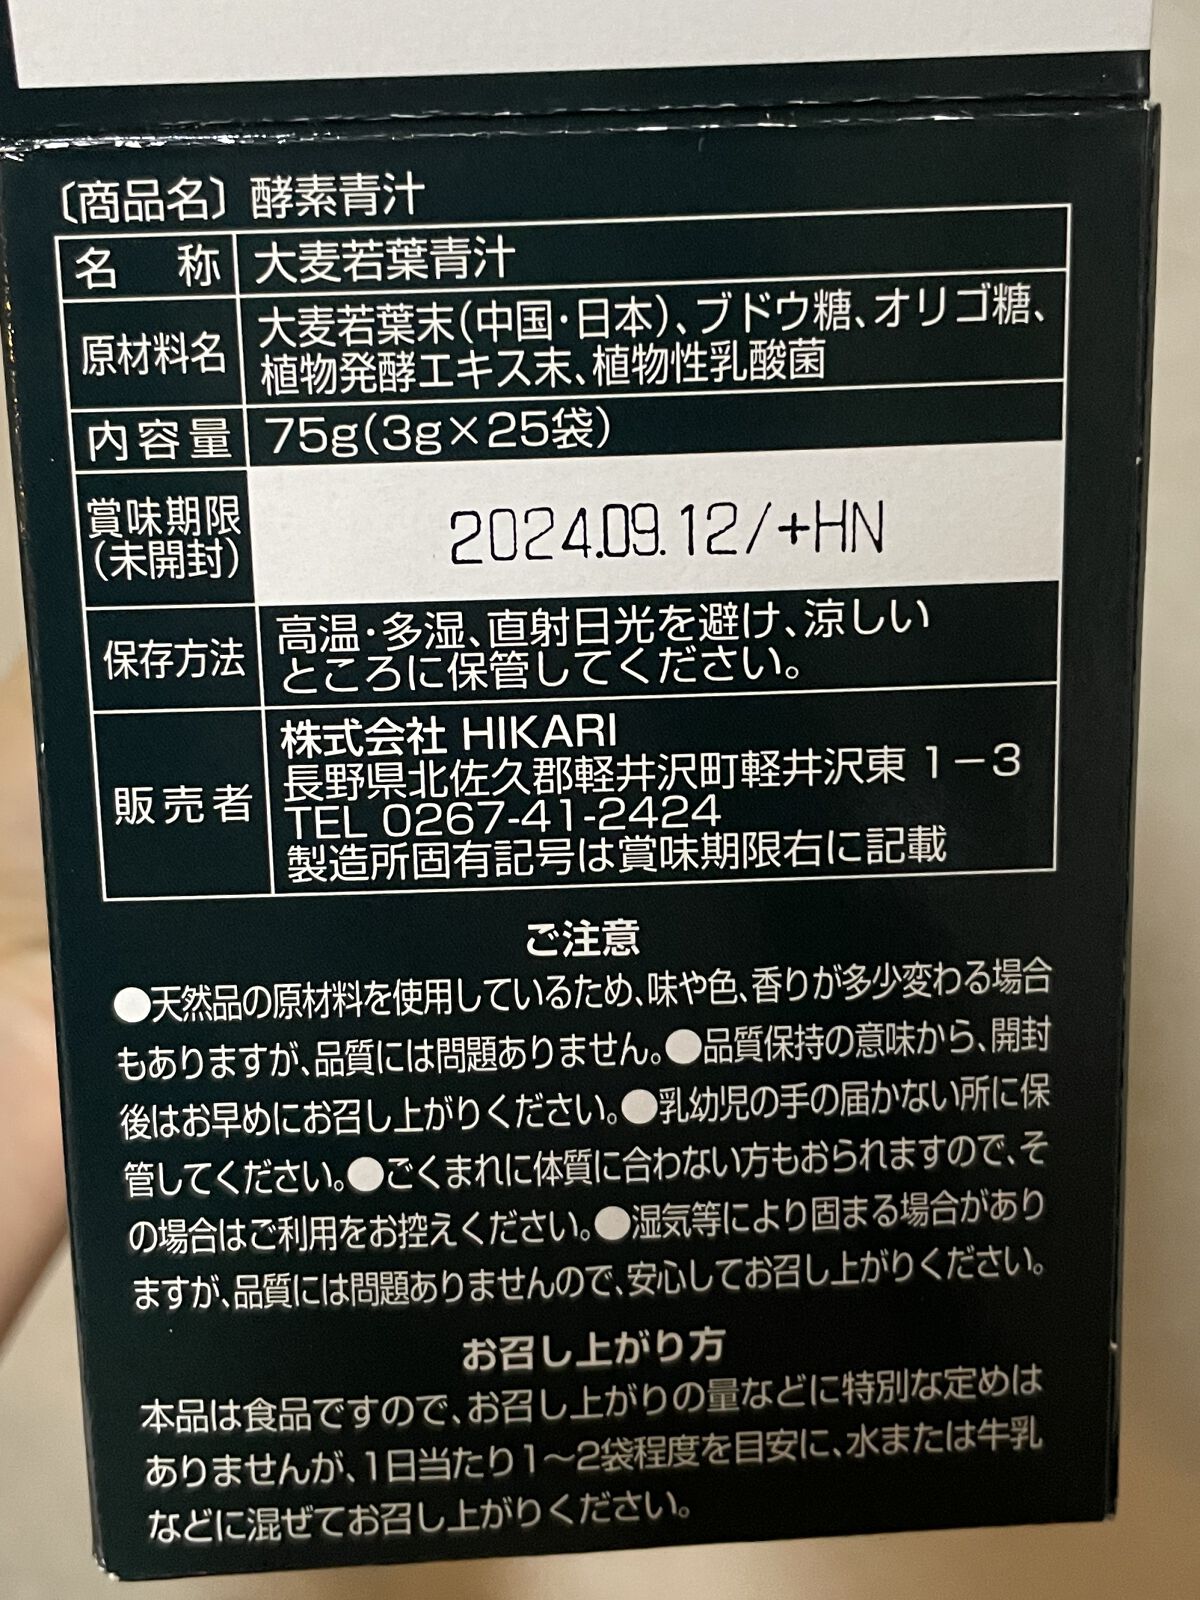 〔商品名〕 酵素青汁
名 称 大麦若葉青汁
原材料名 大麦若葉末(中国・日本)、ブドウ糖、オリゴ糖、
植物発酵エキス末、植物性乳酸菌
内容量 75g(3g×25袋)
賞味期限
(未開封) 2024.09.12/+HN
保存方法 高温・多湿、直射日光を避け、涼しい
ところに保管してください。
販売者 株式会社 HIKARI
長野県北佐久郡軽井沢町軽井沢東 1-3
TEL 0267-41-2424
製造所固有記号は賞味期限右に記載
ご注意
●天然品の原材料を使用しているため、味や色、香りが多少変わる場合
もありますが、品質には問題ありません。●品質保持の意味から、開封
後はお早めにお召し上がりください。●乳幼児の手の届かない所に保
管してください。●ごくまれに体質に合わない方もおられますので、そ
の場合はご利用をお控えください。●湿気等により固まる場合があり
ますが、品質には問題ありませんので、安心してお召し上がりください。
お召し上がり方
本品は食品ですので、お召し上がりの量などに特別な定めは
ありませんが、1日当たり1〜2袋程度を目安に、水または牛乳
などに混ぜてお召し上がりください。